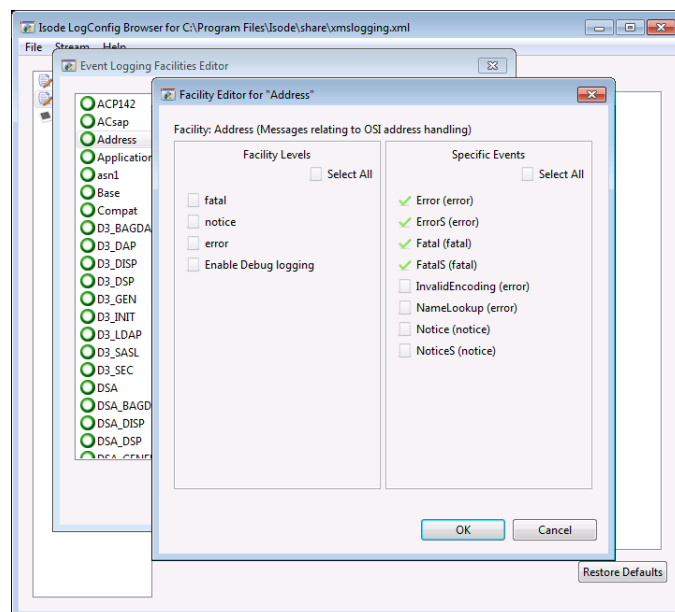 Isode LogConfig Browser for C:\Program Files\Isode\share\xmslogging.xml
File Stream Help
Event Logging Facilities Editor
ACP142
ACsap
Address
Application
asn1
Base
Compat
D3_BAGDA
D3_DAP
D3_DISP
D3_DSP
D3_GEN
D3_INIT
D3_LDAP
D3_SASL
D3_SEC
DSA
DSA_BAGD
DSA_DISP
DSA_DSP
Facility Editor for "Address"
Facility: Address (Messages relating to OSI address handling)
Facility Levels
Select All
fatal
notice
error
Enable Debug logging
Specific Events
Select All
Error (error)
ErrorS (error)
Fatal (fatal)
FatalS (fatal)
InvalidEncoding (error)
NameLookup (error)
Notice (notice)
NoticeS (notice)
OK
Cancel
Restore Defaults